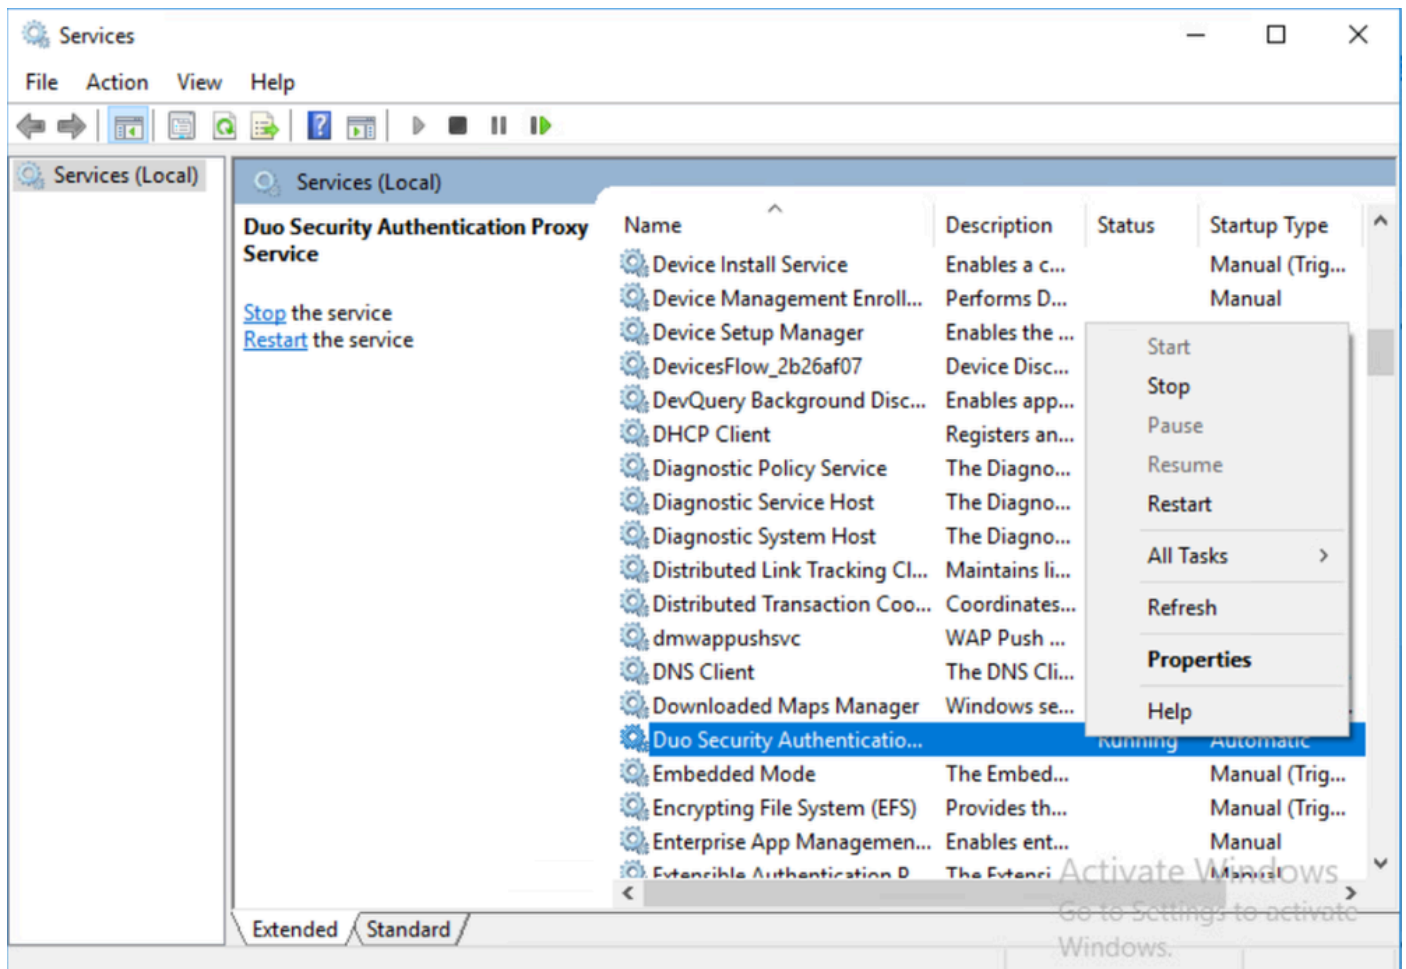 Services
File Action View Help
Services (Local)
Services (Local)
Duo Security Authentication Proxy
Service
Stop the service
Restart the service
Name Description Status Startup Type
Device Install Service Enables a c... Manual (Trig...
Device Management Enroll... Performs D... Manual
Device Setup Manager Enables the ...
DevicesFlow_2b26af07 Device Disc...
DevQuery Background Disc... Enables app...
DHCP Client Registers an...
Diagnostic Policy Service The Diagno...
Diagnostic Service Host The Diagno...
Diagnostic System Host The Diagno...
Distributed Link Tracking Cl... Maintains li...
Distributed Transaction Coo... Coordinates...
dmwappushsvc WAP Push ...
DNS Client The DNS Cli...
Downloaded Maps Manager Windows se...
Duo Security Authenticatio... Running Automatic
Embedded Mode The Embed... Manual (Trig...
Encrypting File System (EFS) Provides th... Manual (Trig...
Enterprise App Managemen... Enables ent... Manual
Extensible Authentication P The Extensi Manual
Start
Stop
Pause
Resume
Restart
All Tasks
Refresh
Properties
Help
Extended Standard
Activate Windows
Go to Settings to activate
Windows.